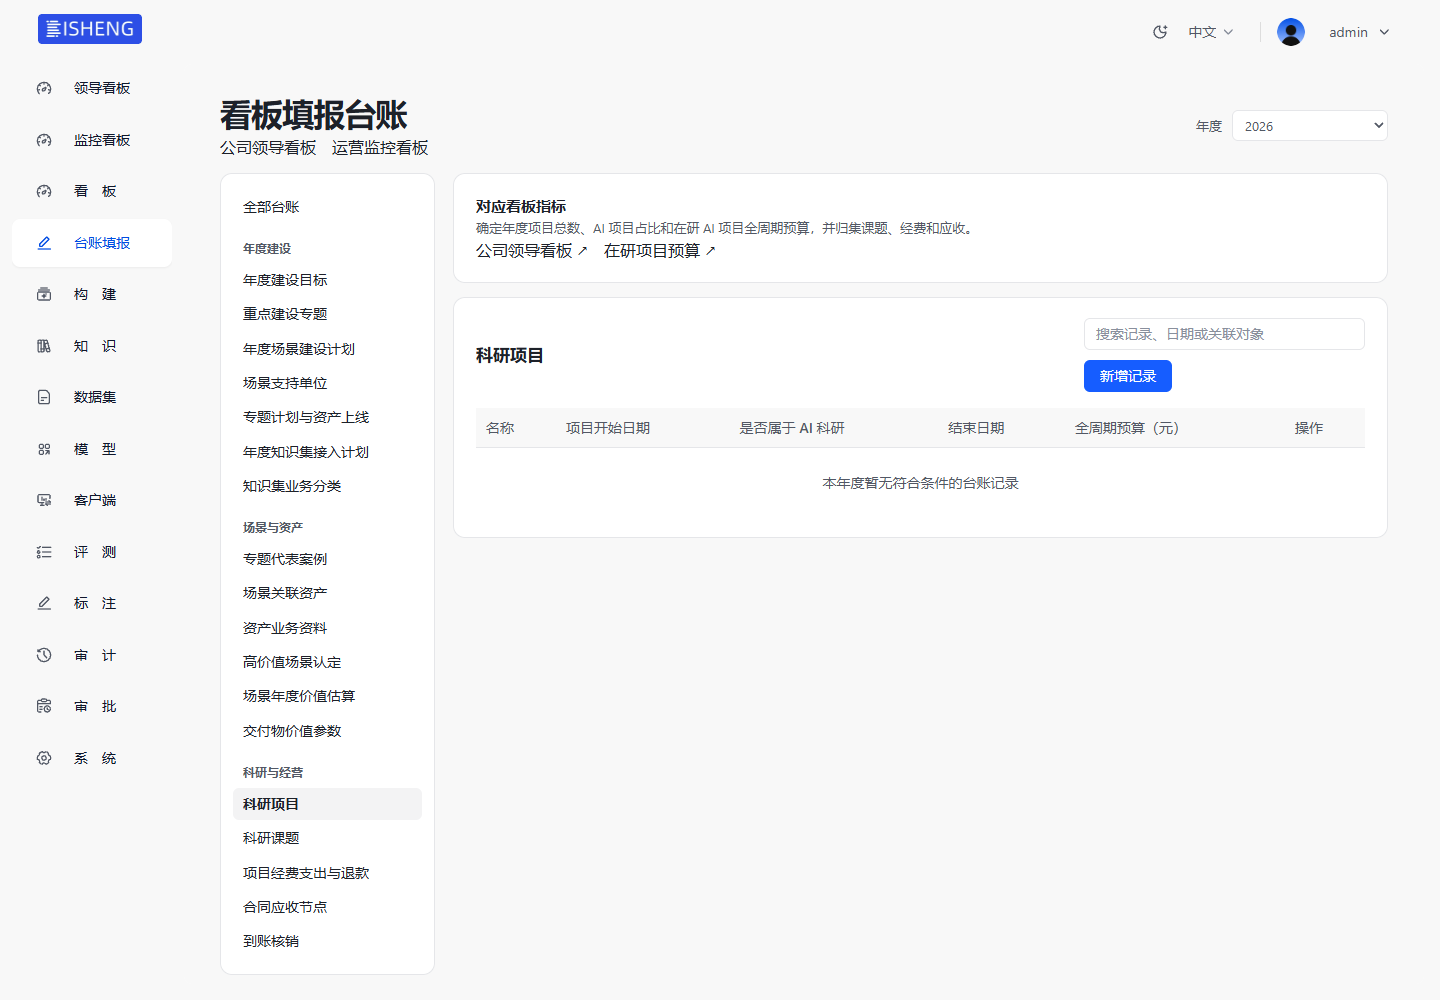 ISHENG
中文
admin
领导看板
监控看板
看 板
台账填报
构 建
知 识
数据集
模 型
客户端
评 测
标 注
审 计
审 批
系 统
看板填报台账
公司领导看板 运营监控看板
年度 2026
全部台账
年度建设
年度建设目标
重点建设专题
年度场景建设计划
场景支持单位
专题计划与资产上线
年度知识集接入计划
知识集业务分类
场景与资产
专题代表案例
场景关联资产
资产业务资料
高价值场景认定
场景年度价值估算
交付物价值参数
科研与经营
科研项目
科研课题
项目经费支出与退款
合同应收节点
到账核销
对应看板指标
确定年度项目总数、AI 项目占比和在研 AI 项目全周期预算，并归集课题、经费和应收。
公司领导看板 ↗ 在研项目预算 ↗
科研项目
搜索记录、日期或关联对象
新增记录
名称 项目开始日期 是否属于 AI 科研 结束日期 全周期预算（元） 操作
本年度暂无符合条件的台账记录